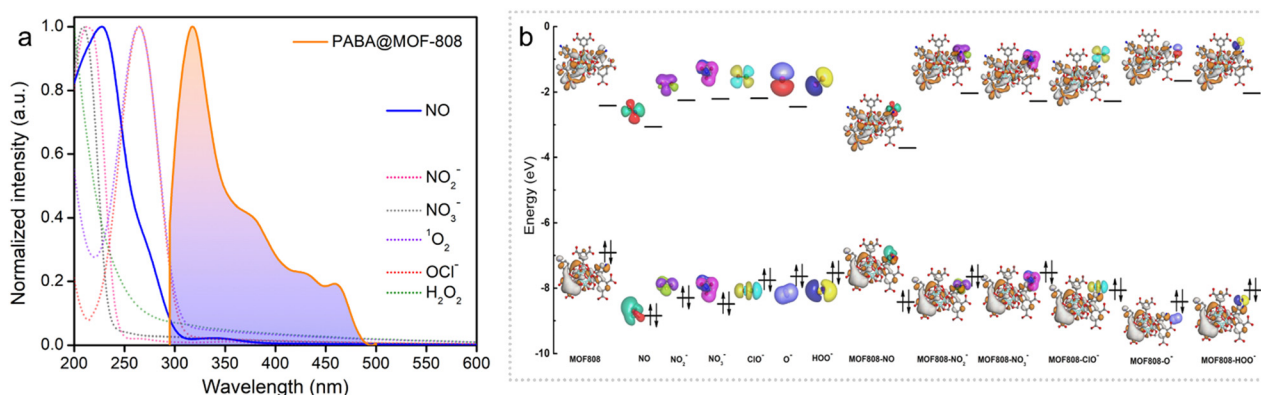 a
Normalized intensity (a.u.)
1.0
0.8
0.6
0.4
0.2
0.0
200 250 300 350 400 450 500 550 600
Wavelength (nm)
PABA@MOF-808
NO
NO₂⁻
NO₃⁻
¹O₂
OCl⁻
H₂O₂
b
Energy (eV)
0
-2
-4
-6
-8
-10
MOF808 NO NO₂⁻ NO₃⁻ ClO⁻ O⁻ HOO⁻ MOF808-NO MOF808-NO₂⁻ MOF808-NO₃⁻ MOF808-ClO⁻ MOF808-O⁻ MOF808-HOO⁻